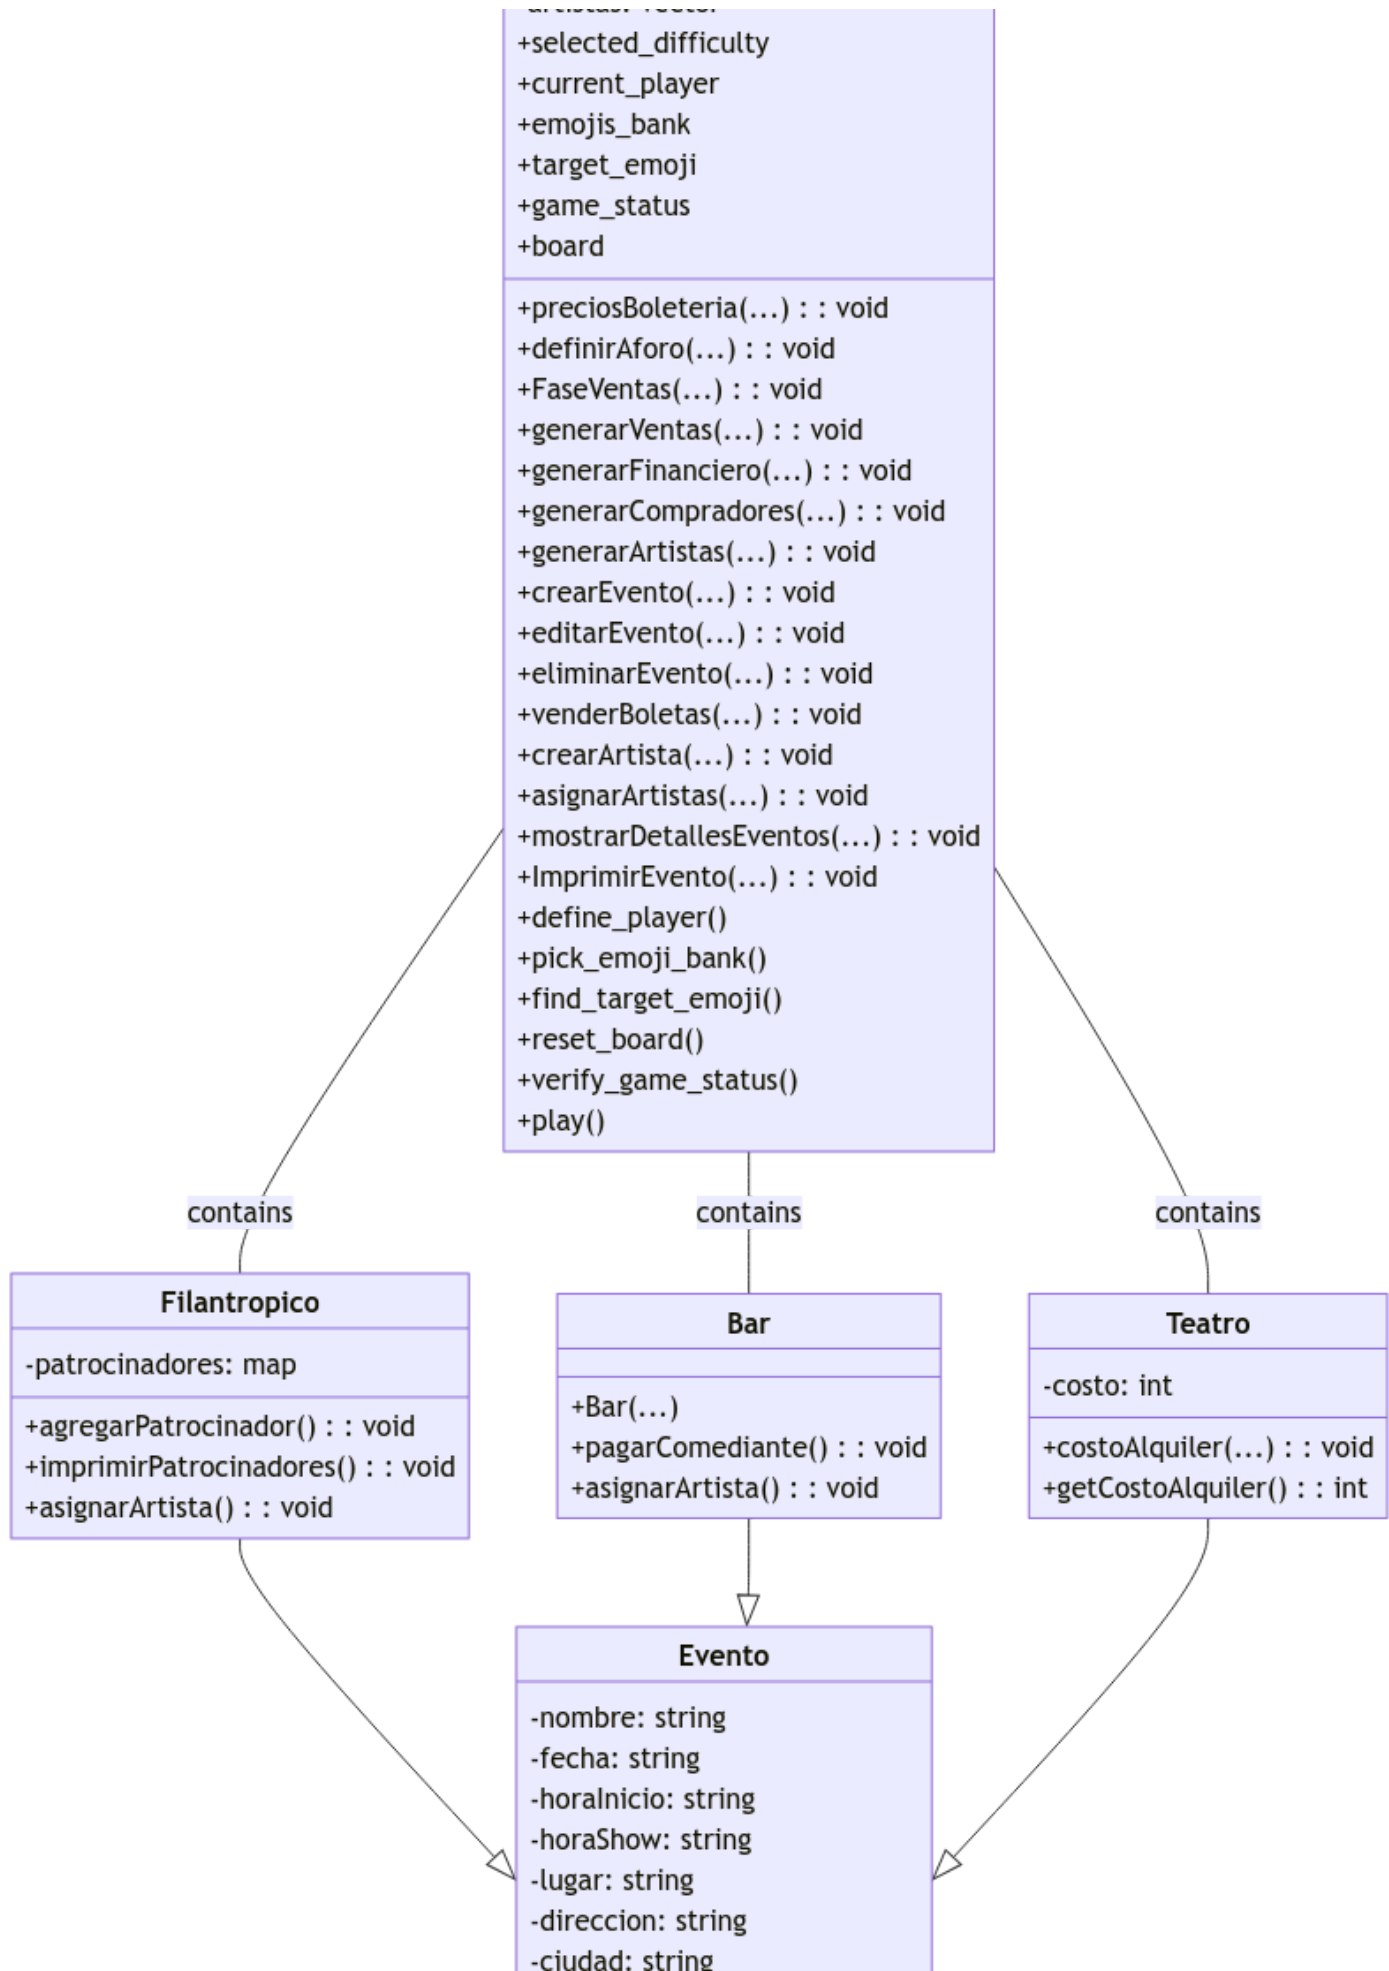 +selected_difficulty
+current_player
+emojis_bank
+target_emoji
+game_status
+board
+preciosBoleteria(...) : : void
+definirAforo(...) : : void
+FaseVentas(...) : : void
+generarVentas(...) : : void
+generarFinanciero(...) : : void
+generarCompradores(...) : : void
+generarArtistas(...) : : void
+crearEvento(...) : : void
+editarEvento(...) : : void
+eliminarEvento(...) : : void
+venderBoletas(...) : : void
+crearArtista(...) : : void
+asignarArtistas(...) : : void
+mostrarDetallesEventos(...) : : void
+ImprimirEvento(...) : : void
+define_player()
+pick_emoji_bank()
+find_target_emoji()
+reset_board()
+verify_game_status()
+play()
contains
contains
contains
Filantropico
-patrocinadores: map
+agregarPatrocinador() : : void
+imprimirPatrocinadores() : : void
+asignarArtista() : : void
Bar
+Bar(...)
+pagarComediante() : : void
+asignarArtista() : : void
Teatro
-costo: int
+costoAlquiler(...) : : void
+getCostoAlquiler() : : int
Evento
-nombre: string
-fecha: string
-horaInicio: string
-horaShow: string
-lugar: string
-direccion: string
-ciudad: string